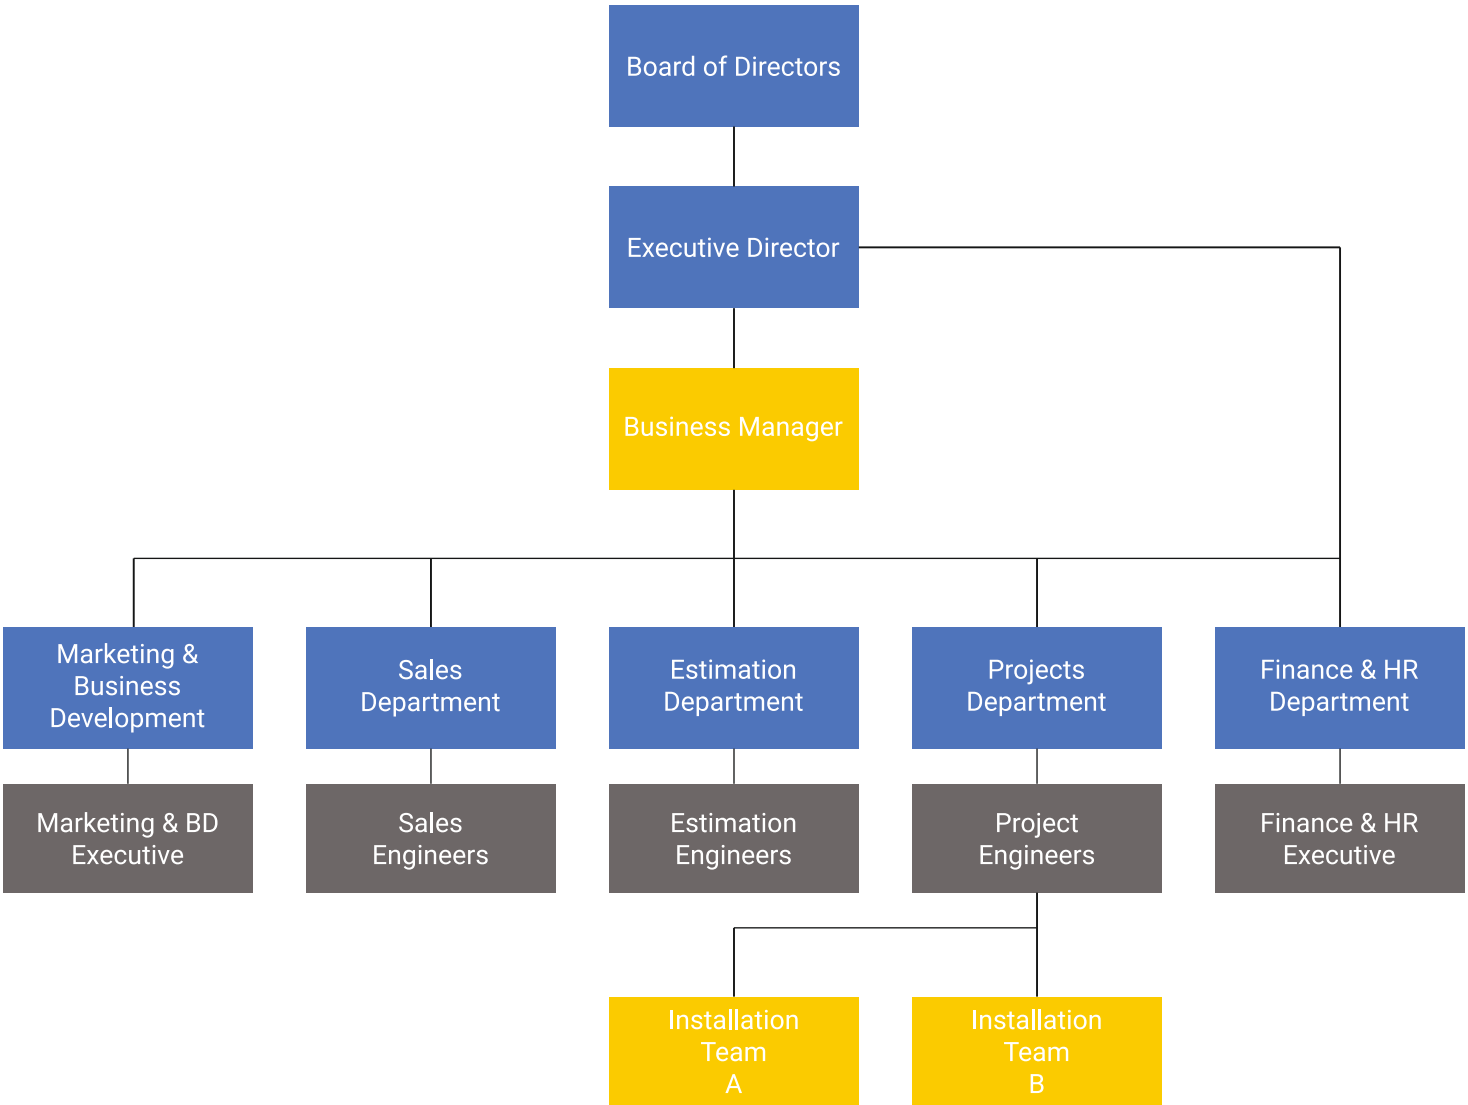 Board of Directors
Executive Director
Business Manager
Marketing &
Business
Development
Sales
Department
Estimation
Department
Projects
Department
Finance & HR
Department
Marketing & BD
Executive
Sales
Engineers
Estimation
Engineers
Project
Engineers
Finance & HR
Executive
Installation
Team
A
Installation
Team
B